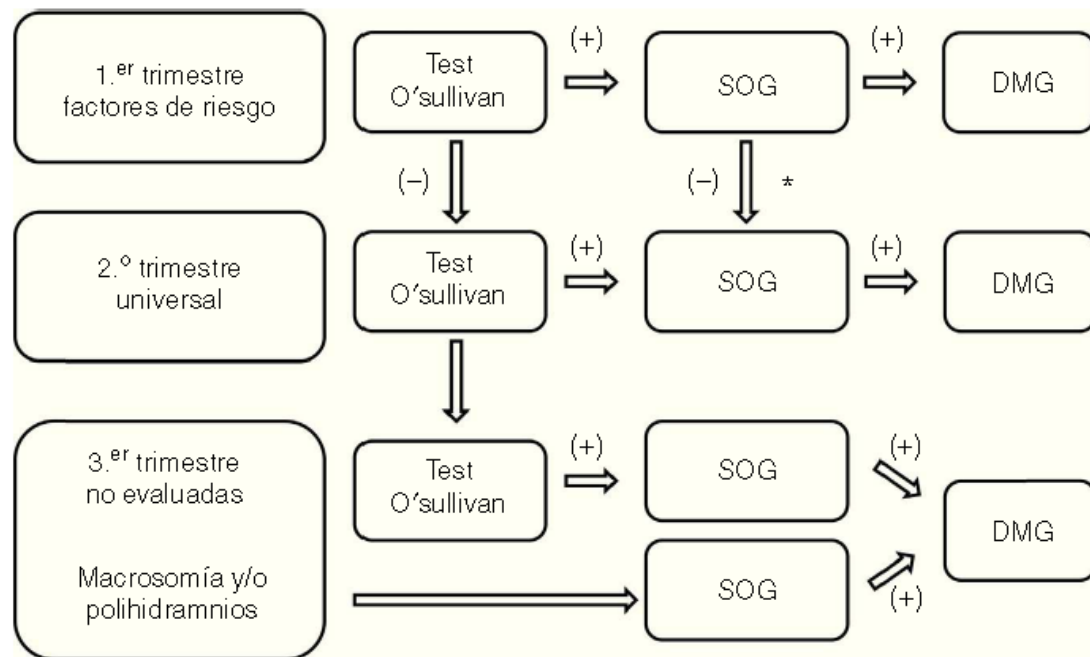 1.er trimestre
factores de riesgo
Test
O'sullivan
(+)
SOG
(+)
DMG
(–)
(–)
*
2.º trimestre
universal
Test
O'sullivan
(+)
SOG
(+)
DMG
3.er trimestre
no evaluadas
Macrosomía y/o
polihidramnios
Test
O'sullivan
(+)
SOG
(+)
SOG
(+)
DMG